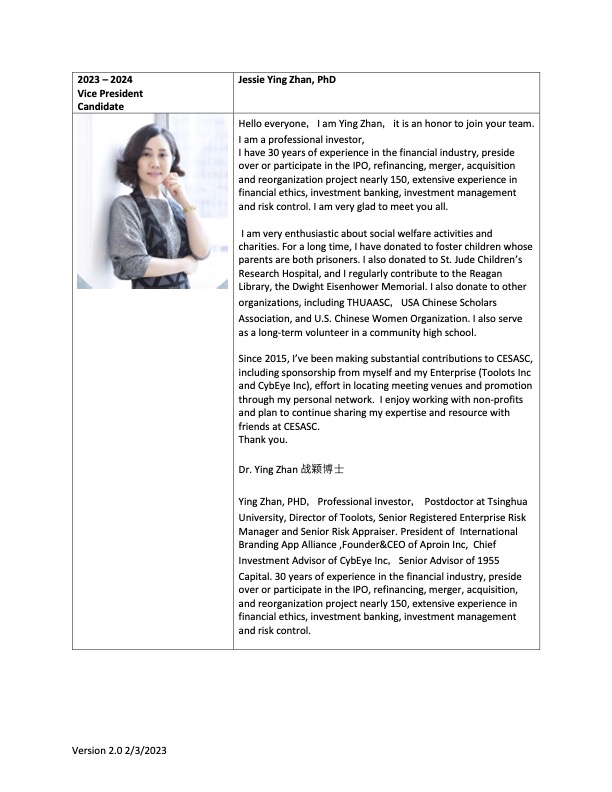 2023 – 2024
Vice President
Candidate
Jessie Ying Zhan, PhD
Hello everyone,   I am Ying Zhan,   it is an honor to join your team.
I am a professional investor,
I have 30 years of experience in the financial industry, preside
over or participate in the IPO, refinancing, merger, acquisition
and reorganization project nearly 150, extensive experience in
financial ethics, investment banking, investment management
and risk control. I am very glad to meet you all.
I am very enthusiastic about social welfare activities and
charities. For a long time, I have donated to foster children whose
parents are both prisoners. I also donated to St. Jude Children’s
Research Hospital, and I regularly contribute to the Reagan
Library, the Dwight Eisenhower Memorial. I also donate to other
organizations, including THUAASC,   USA Chinese Scholars
Association, and U.S. Chinese Women Organization. I also serve
as a long-term volunteer in a community high school.
Since 2015, I’ve been making substantial contributions to CESASC,
including sponsorship from myself and my Enterprise (Toolots Inc
and CybEye Inc), effort in locating meeting venues and promotion
through my personal network.  I enjoy working with non-profits
and plan to continue sharing my expertise and resource with
friends at CESASC.
Thank you.
Dr. Ying Zhan 战颖博士
Ying Zhan, PHD,   Professional investor,    Postdoctor at Tsinghua
University, Director of Toolots, Senior Registered Enterprise Risk
Manager and Senior Risk Appraiser. President of  International
Branding App Alliance ,Founder&CEO of Aproin Inc,  Chief
Investment Advisor of CybEye Inc,   Senior Advisor of 1955
Capital. 30 years of experience in the financial industry, preside
over or participate in the IPO, refinancing, merger, acquisition,
and reorganization project nearly 150, extensive experience in
financial ethics, investment banking, investment management
and risk control.
Version 2.0 2/3/2023